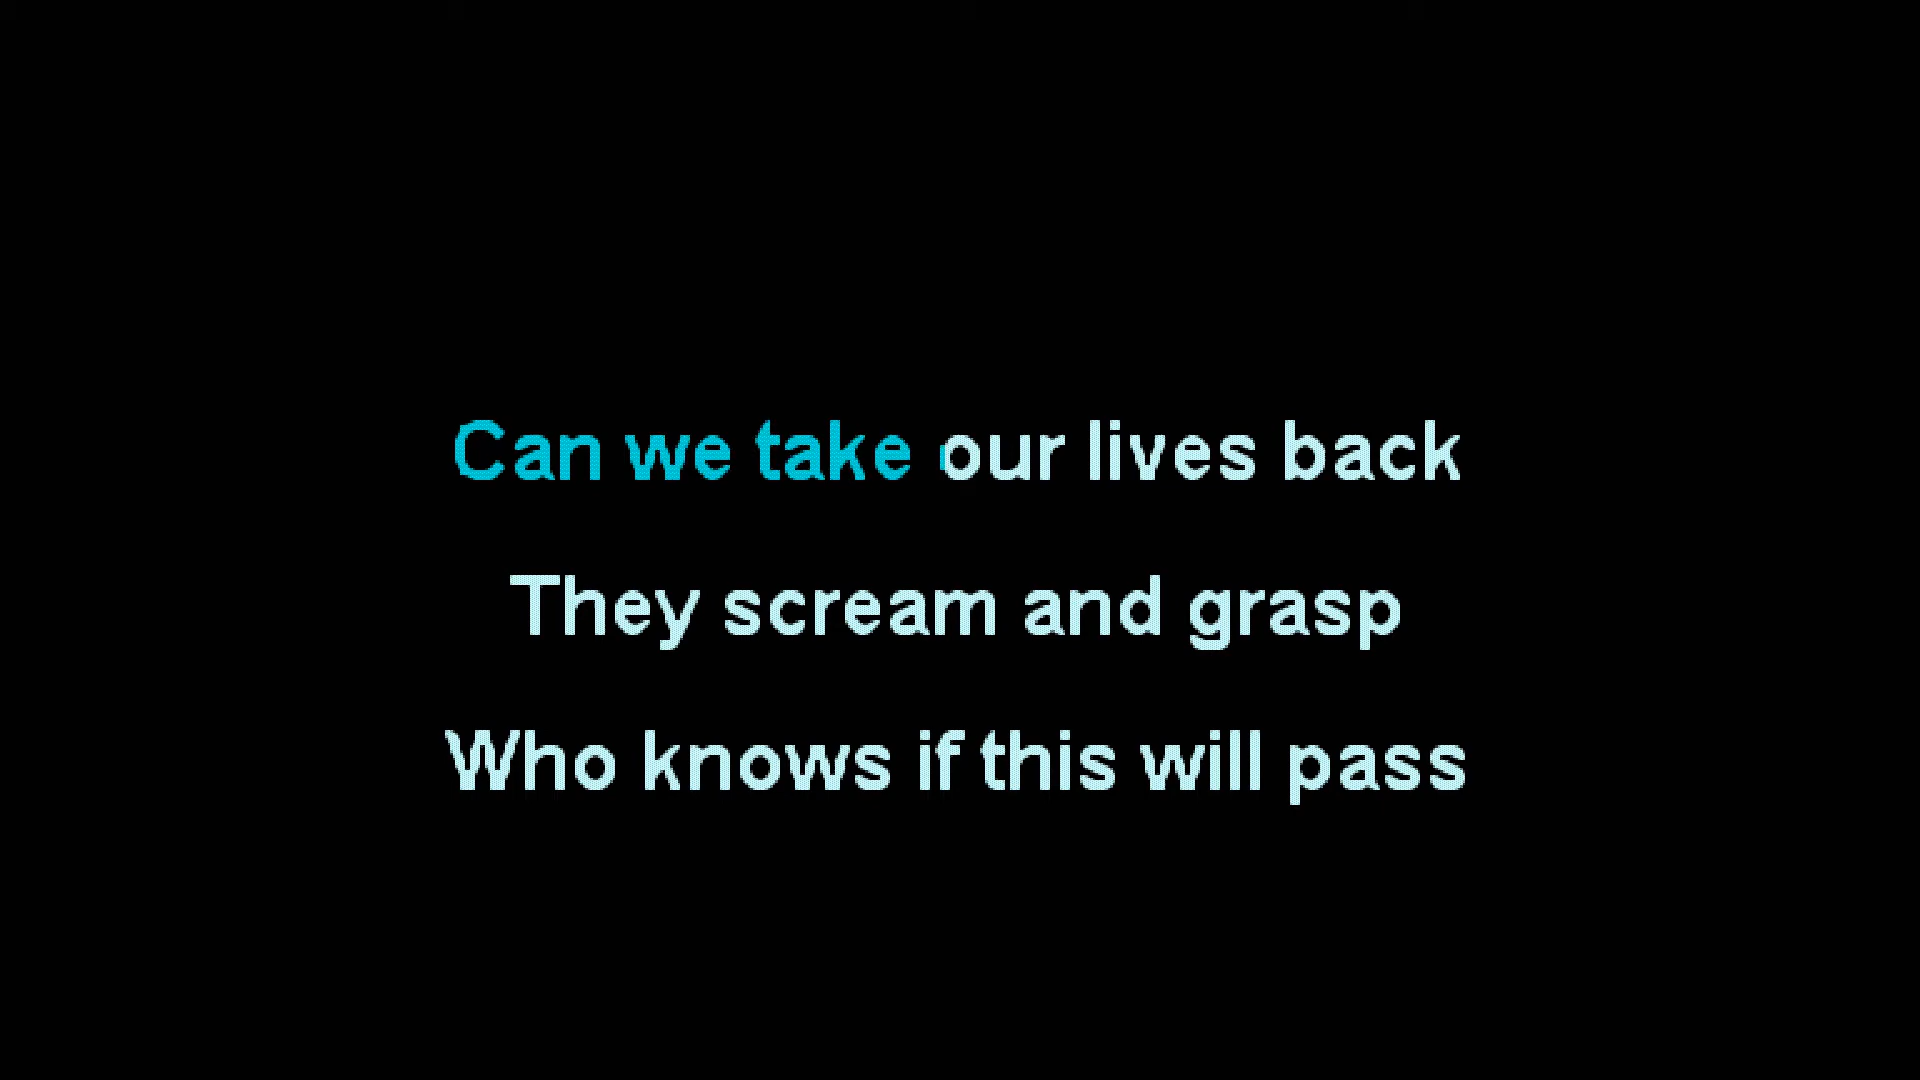 Can we take our lives back
They scream and grasp
Who knows if this will pass